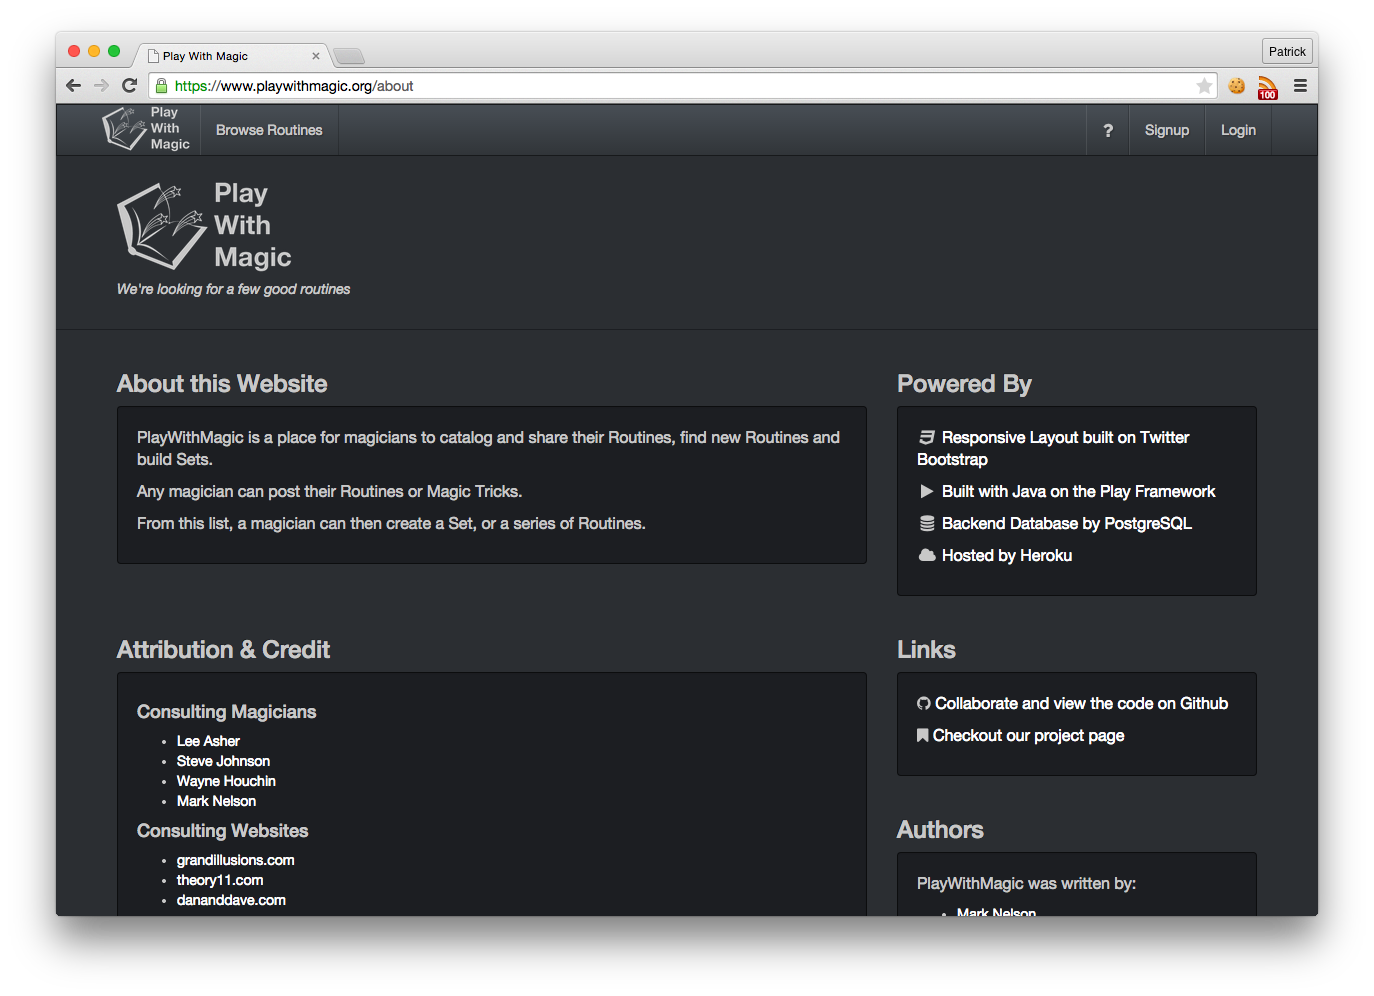 Play With Magic
Patrick
https://www.playwithmagic.org/about
100
Play
With
Magic
Browse Routines
?
Signup
Login
Play
With
Magic
We're looking for a few good routines
About this Website
PlayWithMagic is a place for magicians to catalog and share their Routines, find new Routines and
build Sets.
Any magician can post their Routines or Magic Tricks.
From this list, a magician can then create a Set, or a series of Routines.
Powered By
Responsive Layout built on Twitter
Bootstrap
Built with Java on the Play Framework
Backend Database by PostgreSQL
Hosted by Heroku
Attribution & Credit
Consulting Magicians
• Lee Asher
• Steve Johnson
• Wayne Houchin
• Mark Nelson
Consulting Websites
• grandillusions.com
• theory11.com
• dananddave.com
Links
Collaborate and view the code on Github
Checkout our project page
Authors
PlayWithMagic was written by:
• Mark Nelson